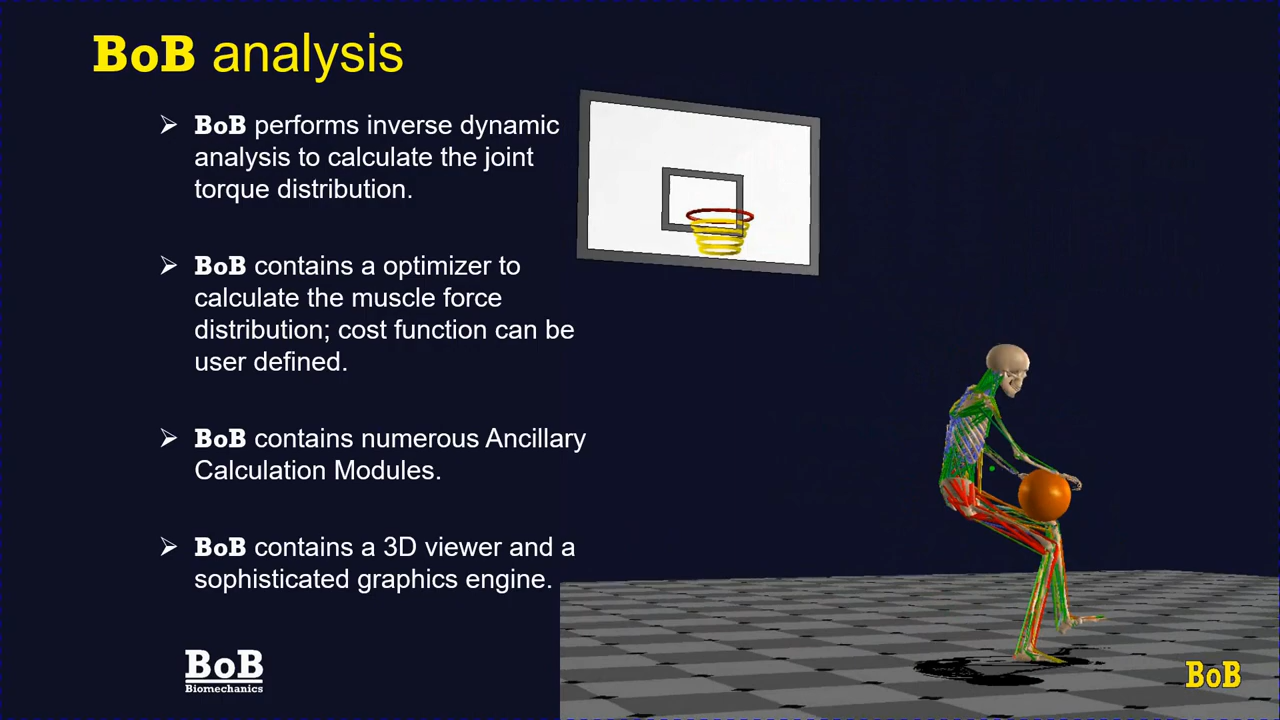 BoB analysis
➢ BoB performs inverse dynamic
analysis to calculate the joint
torque distribution.
➢ BoB contains a optimizer to
calculate the muscle force
distribution; cost function can be
user defined.
➢ BoB contains numerous Ancillary
Calculation Modules.
➢ BoB contains a 3D viewer and a
sophisticated graphics engine.
BoB
Biomechanics
BoB